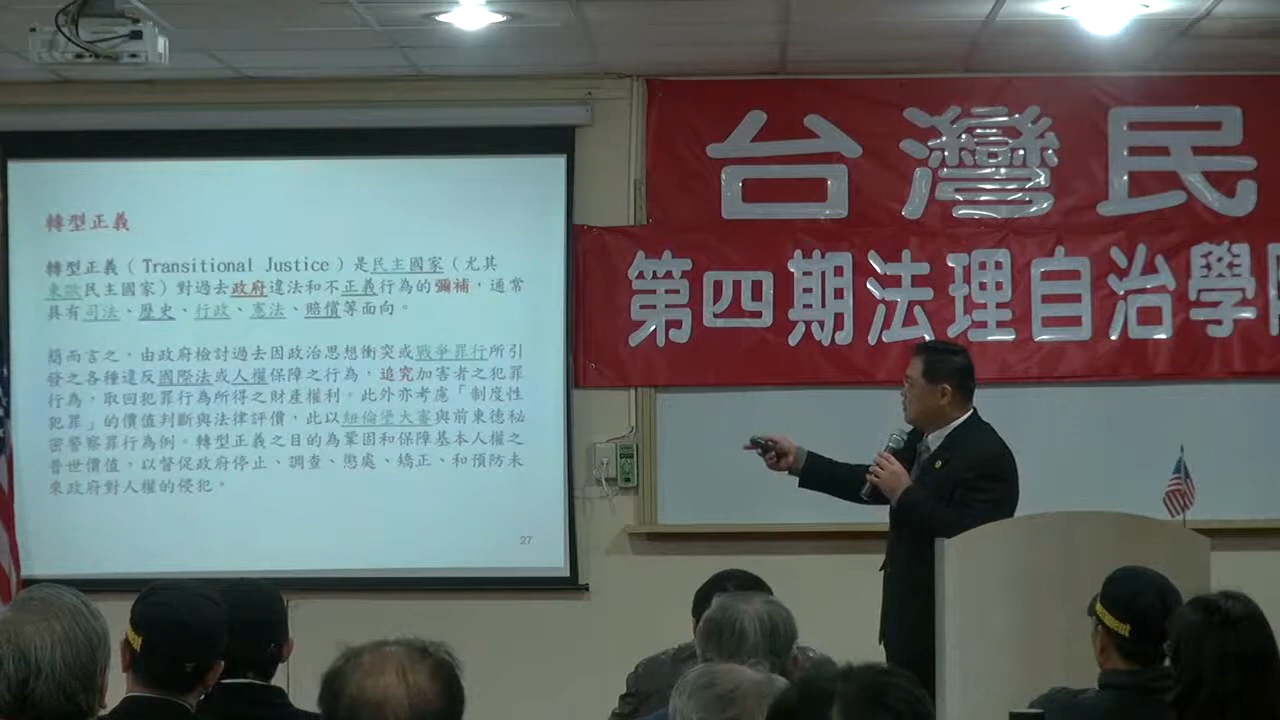 轉型正義
轉型正義（Transitional Justice）是民主國家（尤其
東歐民主國家）對過去政府違法和不正義行為的彌補，通常
具有司法、歷史、行政、憲法、賠償等面向。
簡而言之，由政府檢討過去因政治思想衝突或戰爭罪行所引
發之各種違反國際法或人權保障之行為，追究加害者之犯罪
行為，取回犯罪行為所得之財產權利。此外亦考慮「制度性
犯罪」的價值判斷與法律評價，此以紐倫堡大審與前東德秘
密警察罪行為例。轉型正義之目的為鞏固和保障基本人權之
普世價值，以督促政府停止、調查、懲處、矯正、和預防未
來政府對人權的侵犯。
27
台灣民
第四期法理自治學院